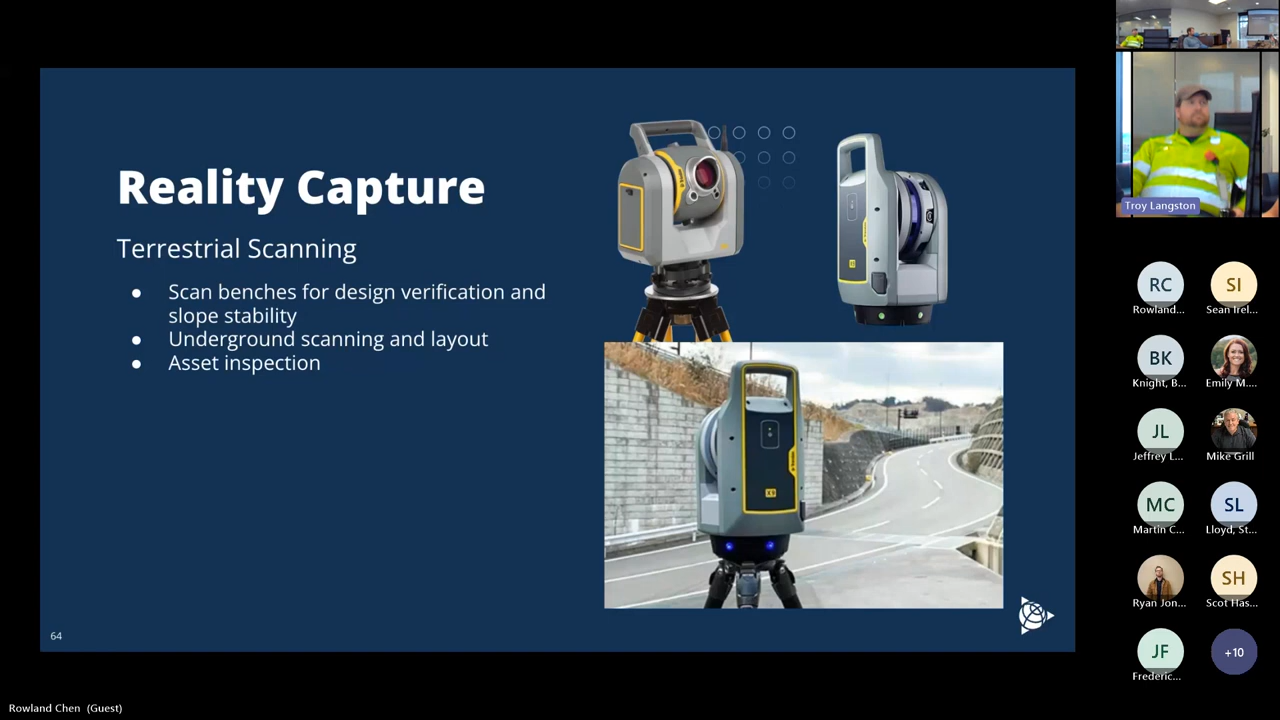 Reality Capture
Terrestrial Scanning
● Scan benches for design verification and
slope stability
● Underground scanning and layout
● Asset inspection
X9
64
Troy Langston
RC
Rowland...
SI
Sean Irel...
BK
Knight, B...
Emily M....
JL
Jeffrey L...
Mike Grill
MC
Martin C...
SL
Lloyd, St...
Ryan Jon...
SH
Scot Has...
JF
Frederic...
+10
Rowland Chen (Guest)